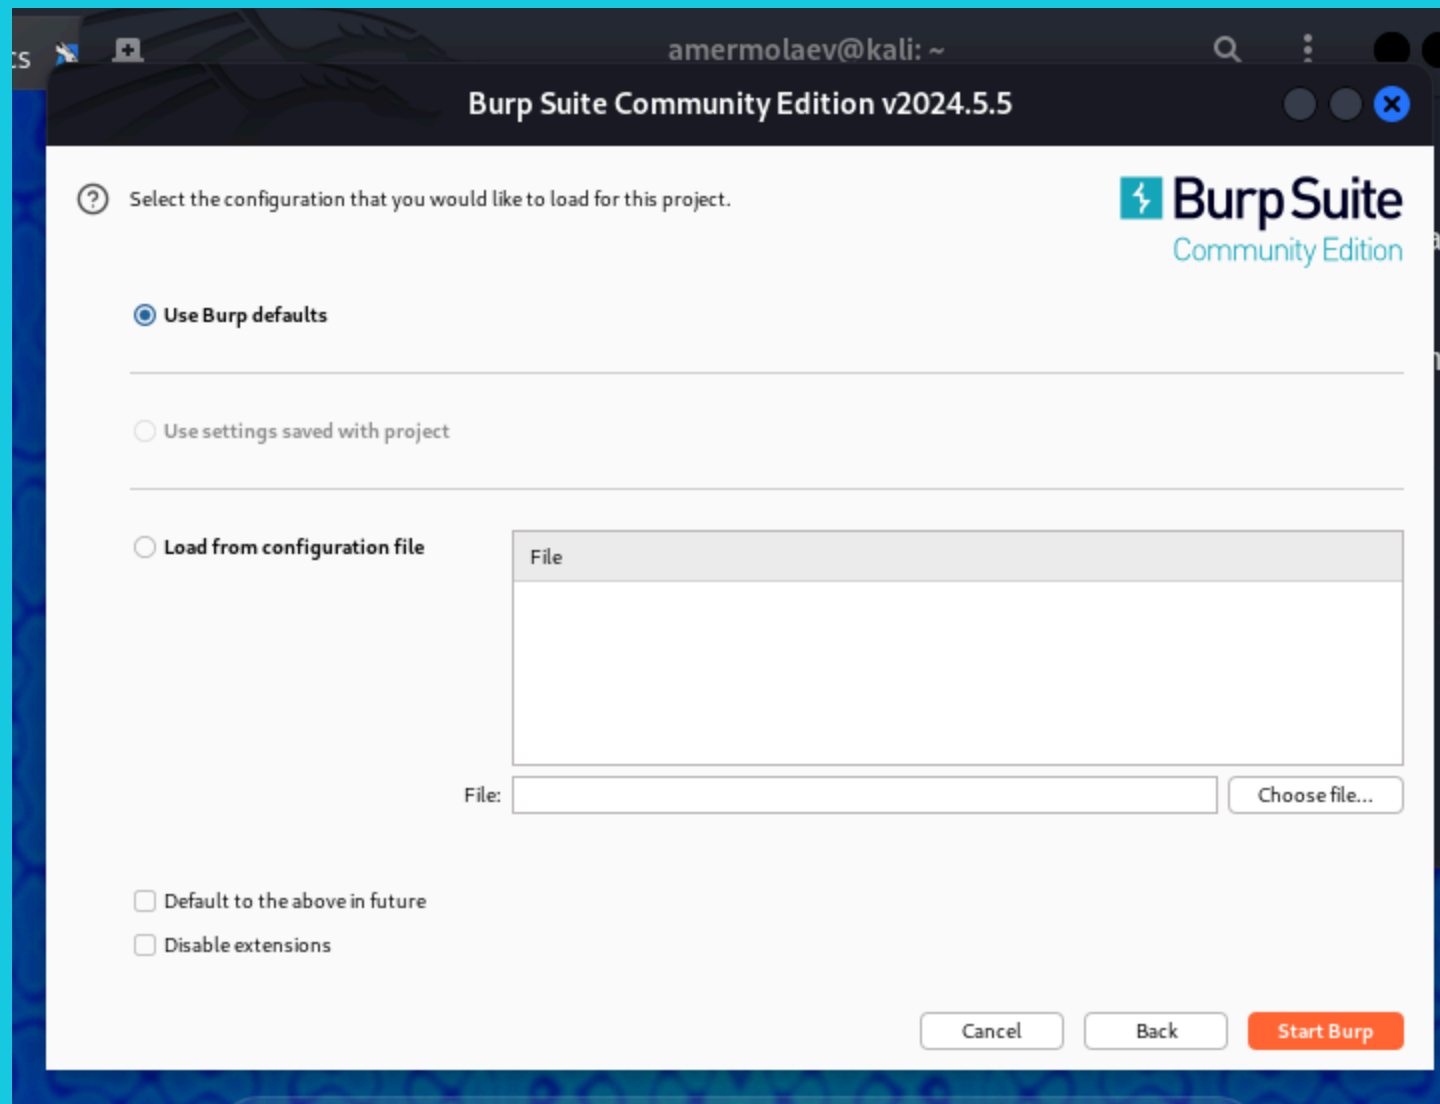 amermolaev@kali: ~
Burp Suite Community Edition v2024.5.5
Select the configuration that you would like to load for this project.
Burp Suite
Community Edition
Use Burp defaults
Use settings saved with project
Load from configuration file
File
File:
Choose file...
Default to the above in future
Disable extensions
Cancel
Back
Start Burp